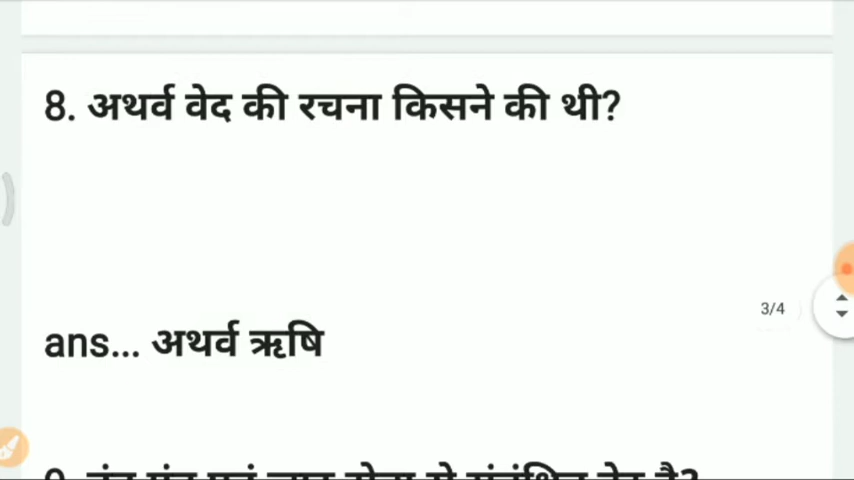 8. अथर्व वेद की रचना किसने की थी?
3/4
ans... अथर्व ऋषि